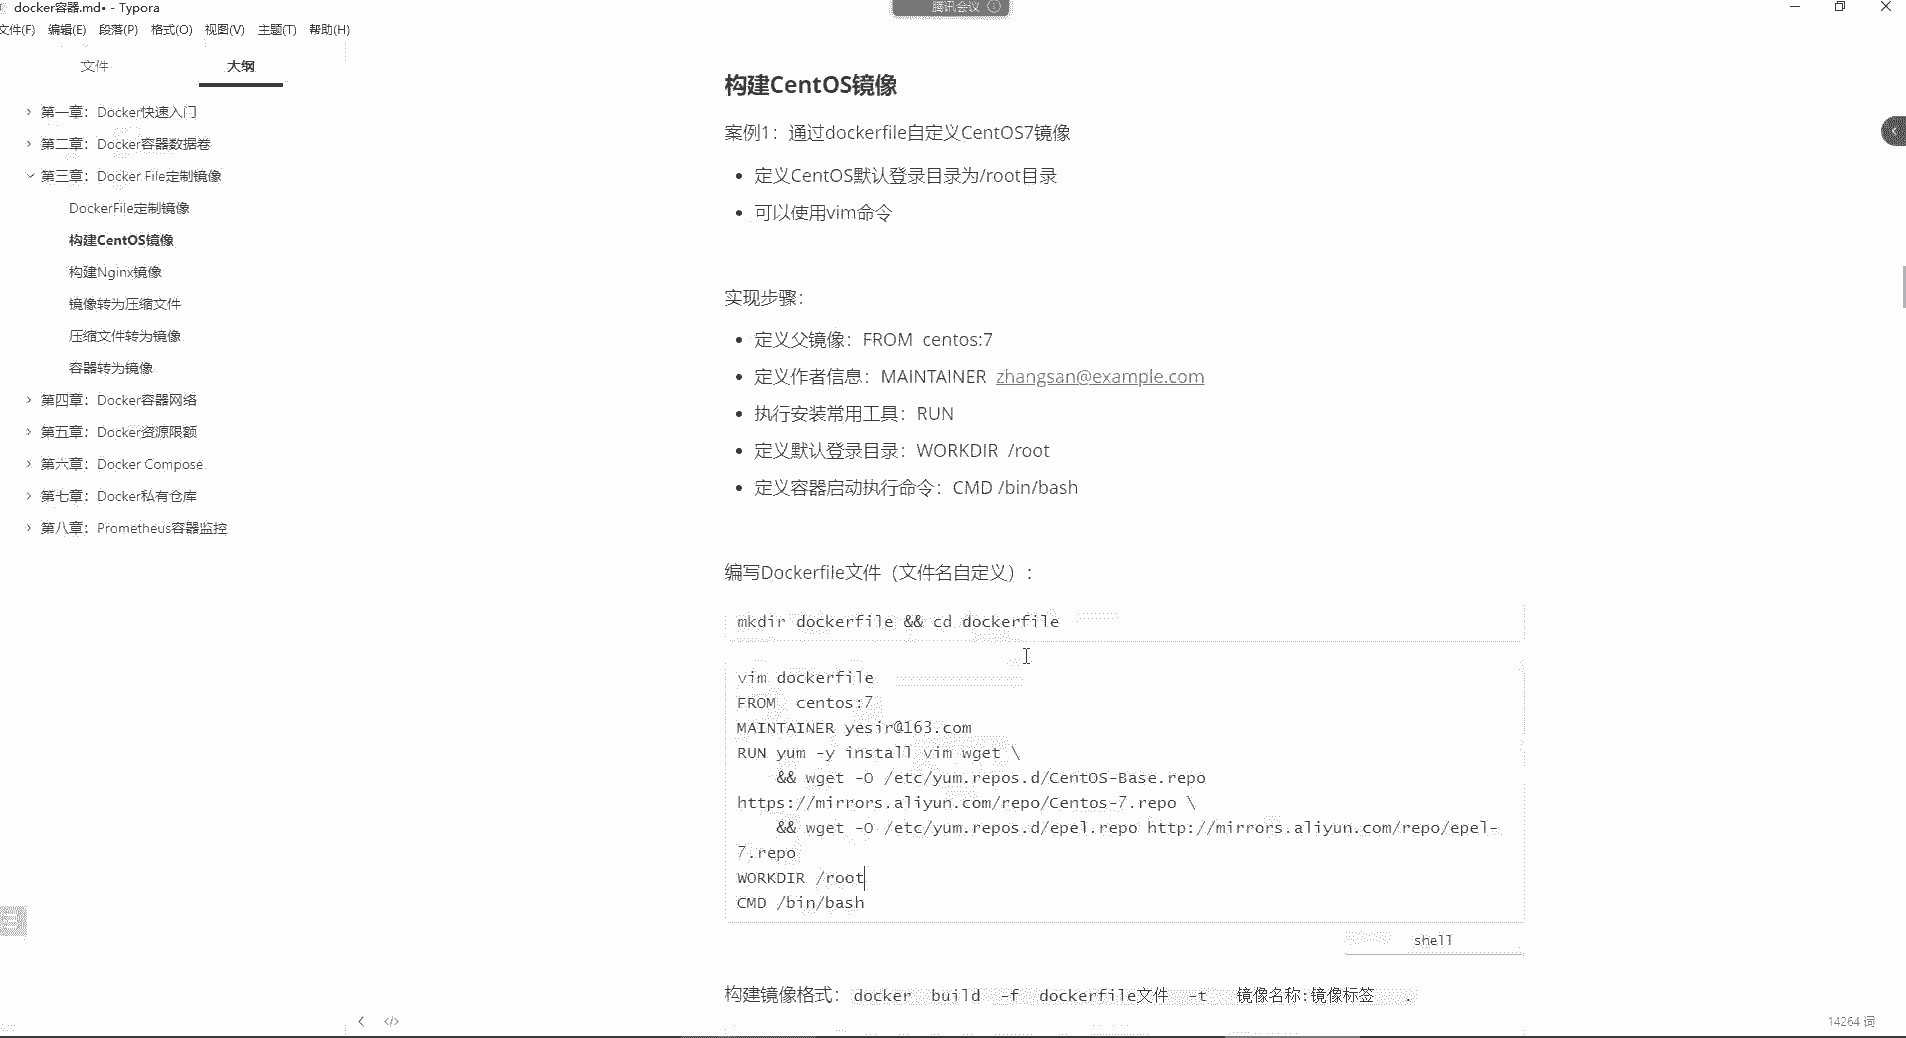 docker容器.md• - Typora
腾讯会议
文件(F) 编辑(E) 段落(P) 格式(O) 视图(V) 主题(T) 帮助(H)
文件 大纲
第一章：Docker快速入门
第二章：Docker容器数据卷
第三章：Docker File定制镜像
DockerFile定制镜像
构建CentOS镜像
构建Nginx镜像
镜像转为压缩文件
压缩文件转为镜像
容器转为镜像
第四章：Docker容器网络
第五章：Docker资源限额
第六章：Docker Compose
第七章：Docker私有仓库
第八章：Prometheus容器监控
构建CentOS镜像
案例1：通过dockerfile自定义CentOS7镜像
定义CentOS默认登录目录为/root目录
可以使用vim命令
实现步骤：
定义父镜像：FROM centos:7
定义作者信息：MAINTAINER zhangsan@example.com
执行安装常用工具：RUN
定义默认登录目录：WORKDIR /root
定义容器启动执行命令：CMD /bin/bash
编写Dockerfile文件（文件名自定义）：
mkdir dockerfile && cd dockerfile
vim dockerfile
FROM  centos:7
MAINTAINER yesir@163.com
RUN yum -y install vim wget \
    && wget -O /etc/yum.repos.d/CentOS-Base.repo
https://mirrors.aliyun.com/repo/Centos-7.repo \
    && wget -O /etc/yum.repos.d/epel.repo http://mirrors.aliyun.com/repo/epel-
7.repo
WORKDIR /root
CMD /bin/bash
shell
构建镜像格式：docker  build  -f  dockerfile文件  -t   镜像名称:镜像标签   .
14264 词